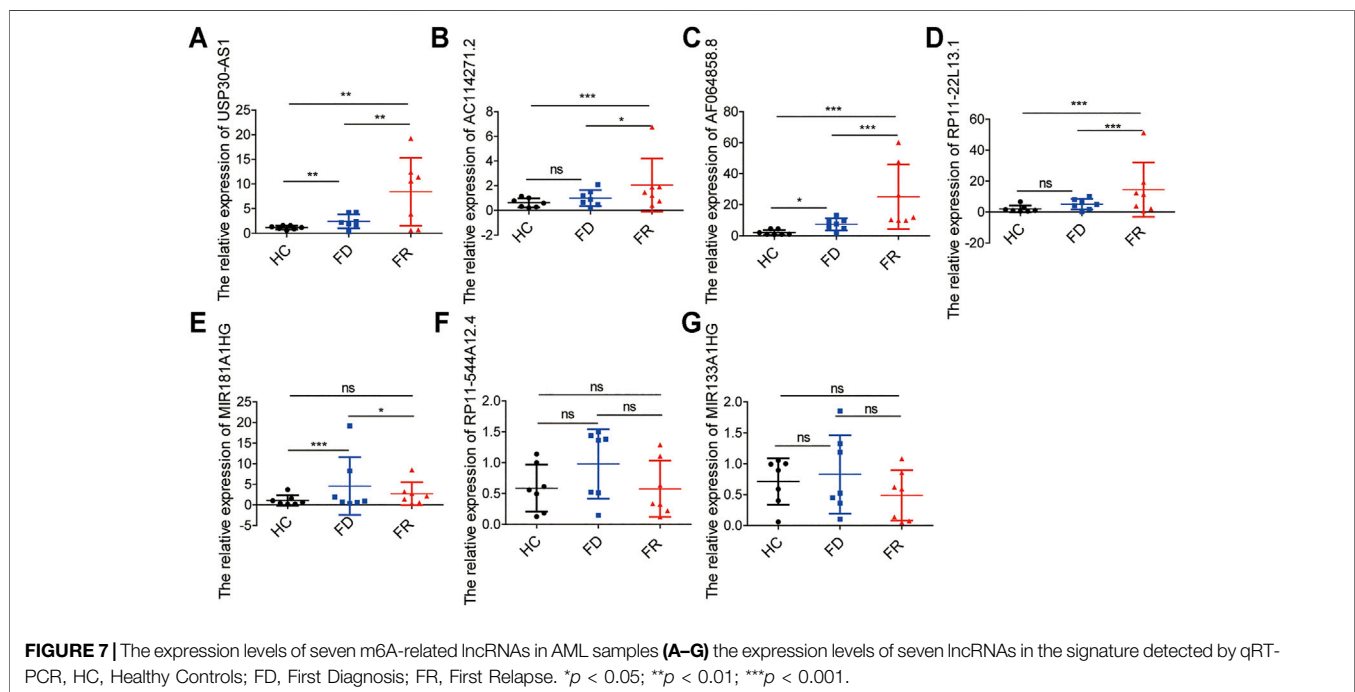 A
The relative expression of USP30-AS1
25
20
15
10
5
0
**
**
**
HC
FD
FR
B
The relative expression of AC114271.2
8
6
4
2
0
-2
***
*
ns
HC
FD
FR
C
The relative expression of AF064858.8
80
60
40
20
0
***
***
*
HC
FD
FR
D
The relative expression of RP11-22L13.1
60
40
20
0
-20
***
***
ns
HC
FD
FR
E
The relative expression of MIR181A1HG
25
20
15
10
5
0
-5
ns
*
***
HC
FD
FR
F
The relative expression of RP11-544A12.4
2.0
1.5
1.0
0.5
0.0
ns
ns
ns
HC
FD
FR
G
The relative expression of MIR133A1HG
2.0
1.5
1.0
0.5
0.0
ns
ns
ns
HC
FD
FR
FIGURE 7 | The expression levels of seven m6A-related lncRNAs in AML samples (A–G) the expression levels of seven lncRNAs in the signature detected by qRT-
PCR, HC, Healthy Controls; FD, First Diagnosis; FR, First Relapse. *p < 0.05; **p < 0.01; ***p < 0.001.